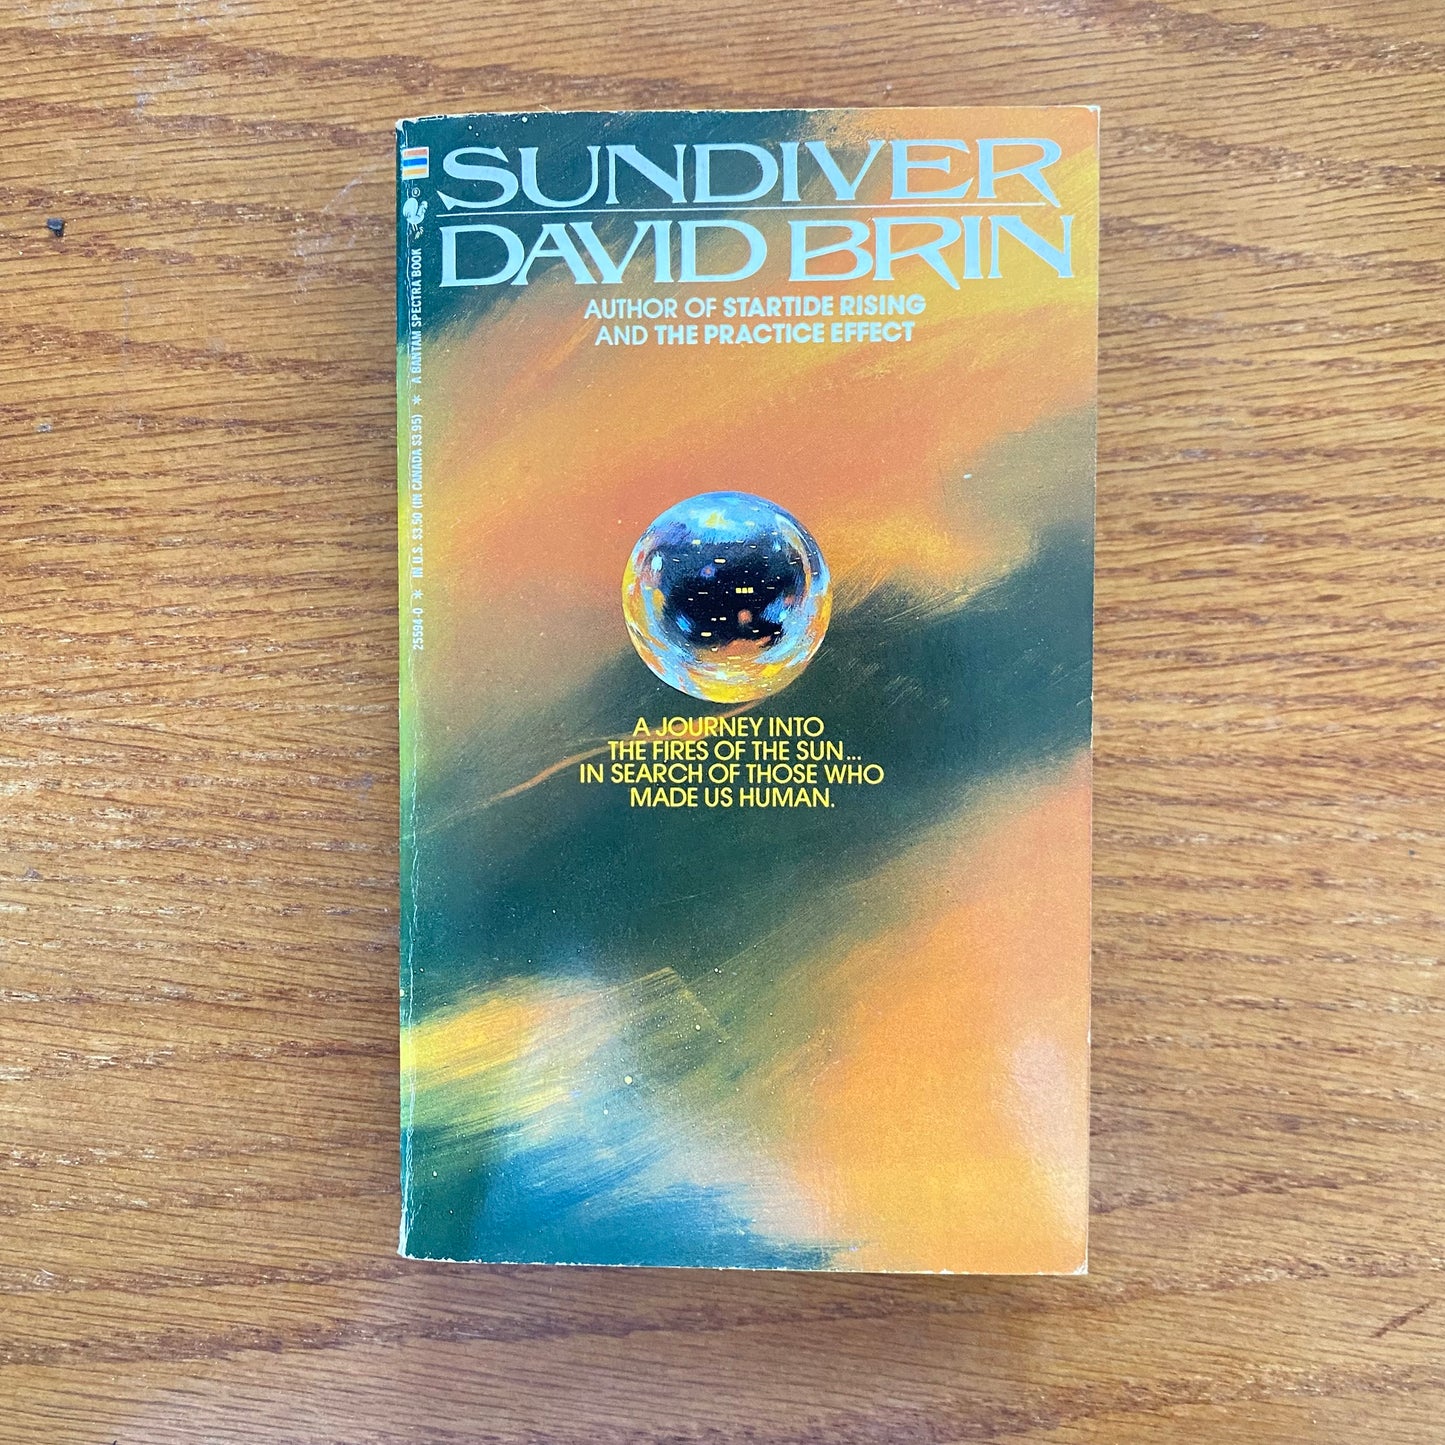 SUNDIVER
DAVID BRIN
AUTHOR OF STARTIDE RISING
AND THE PRACTICE EFFECT
A JOURNEY INTO
THE FIRES OF THE SUN...
IN SEARCH OF THOSE WHO
MADE US HUMAN.
25594-0 * IN U.S. $3.50 (IN CANADA $3.95) * A BANTAM SPECTRA BOOK ®